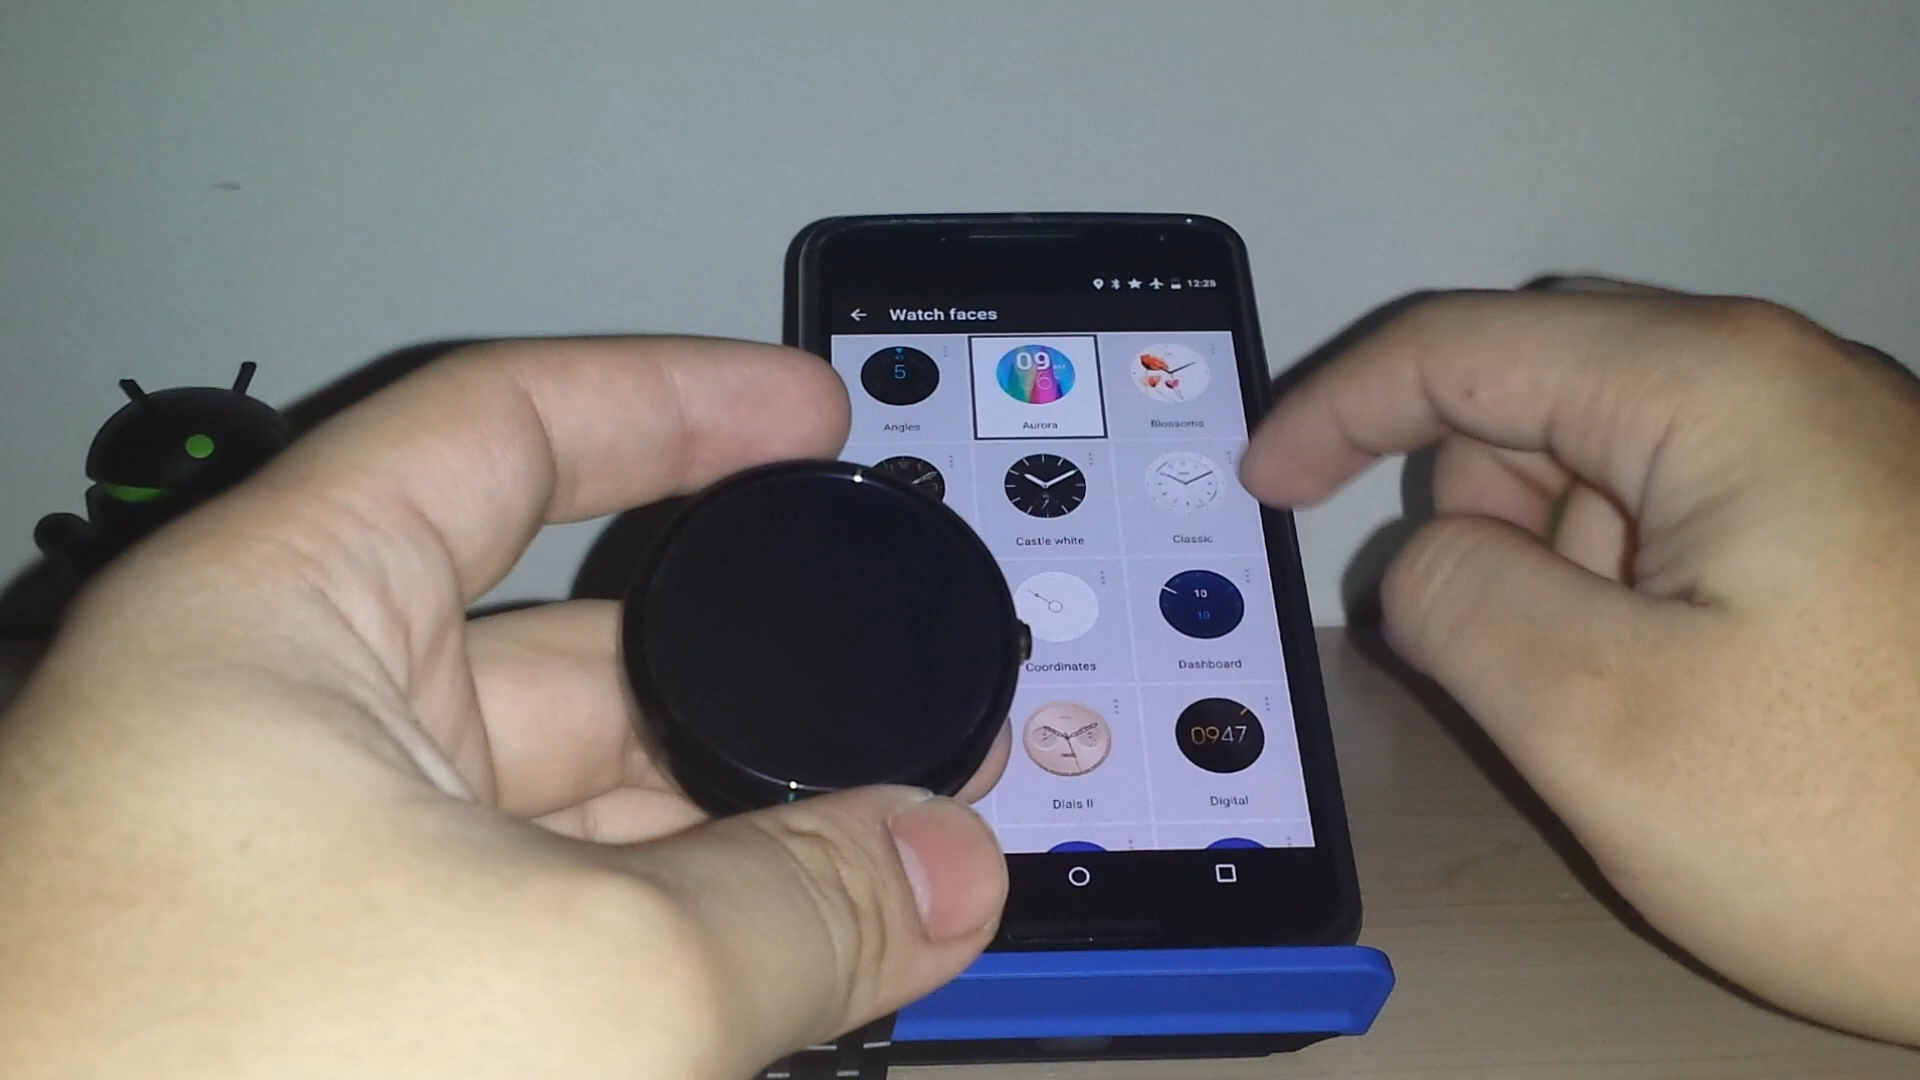 12:28
Watch faces
5
09
6
Angles
Aurora
Blossoms
Castle white
Classic
10
10
Coordinates
Dashboard
0947
Dials II
Digital